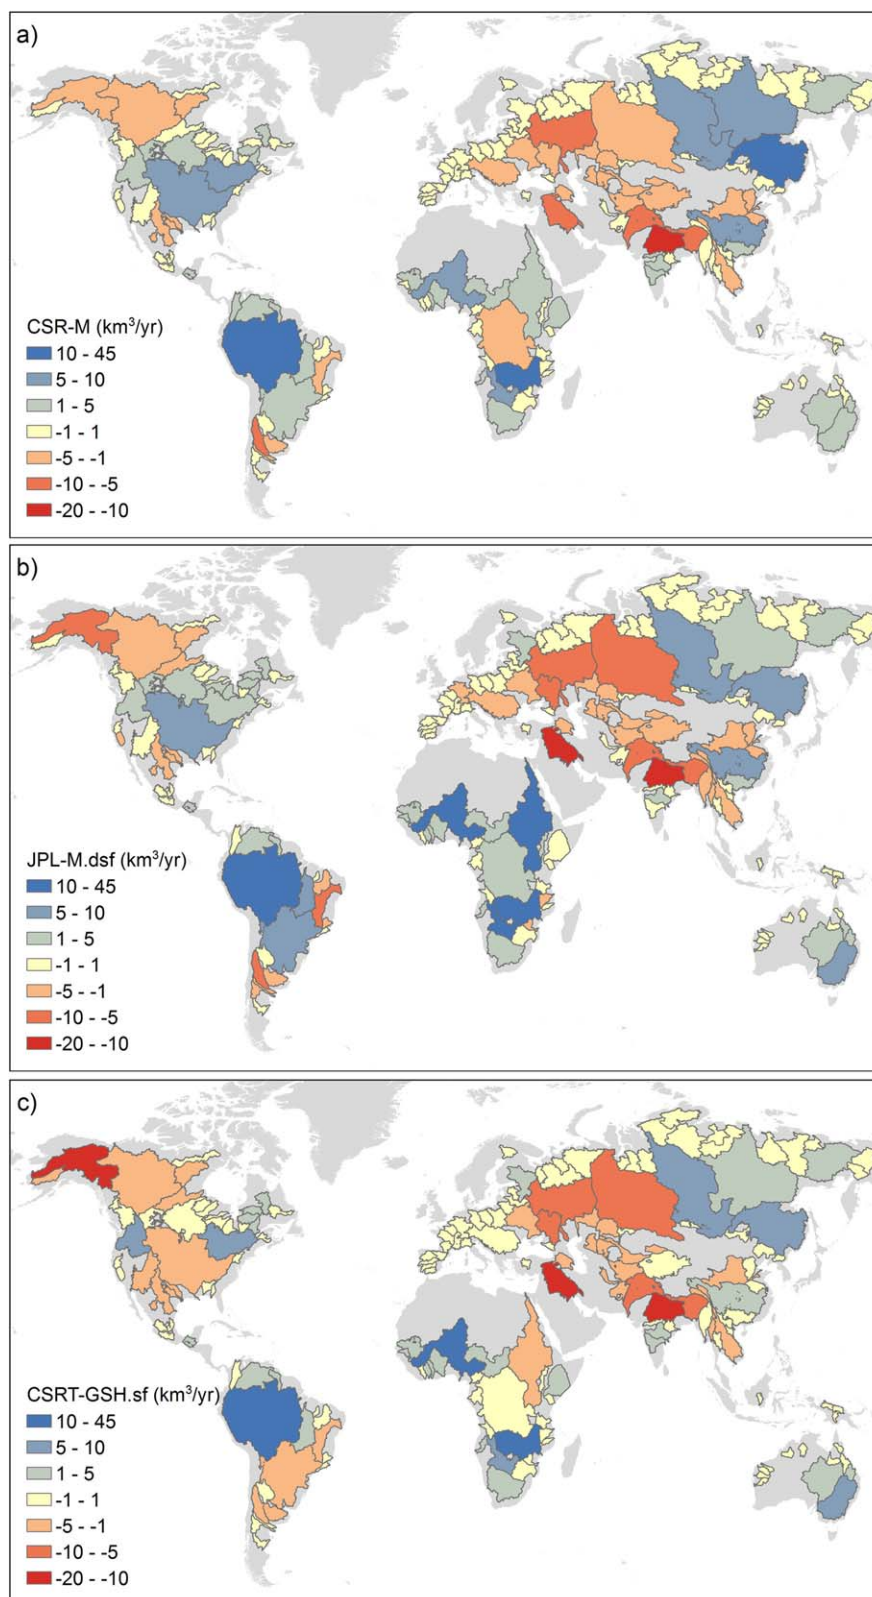 a)
CSR-M (km³/yr)
10 - 45
5 - 10
1 - 5
-1 - 1
-5 - -1
-10 - -5
-20 - -10
b)
JPL-M.dsf (km³/yr)
10 - 45
5 - 10
1 - 5
-1 - 1
-5 - -1
-10 - -5
-20 - -10
c)
CSRT-GSH.sf (km³/yr)
10 - 45
5 - 10
1 - 5
-1 - 1
-5 - -1
-10 - -5
-20 - -10